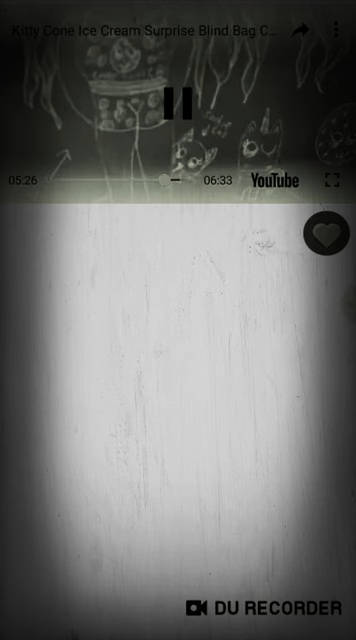 Kitty Cone Ice Cream Surprise Blind Bag C...
05:26
06:33
YouTube
DU RECORDER